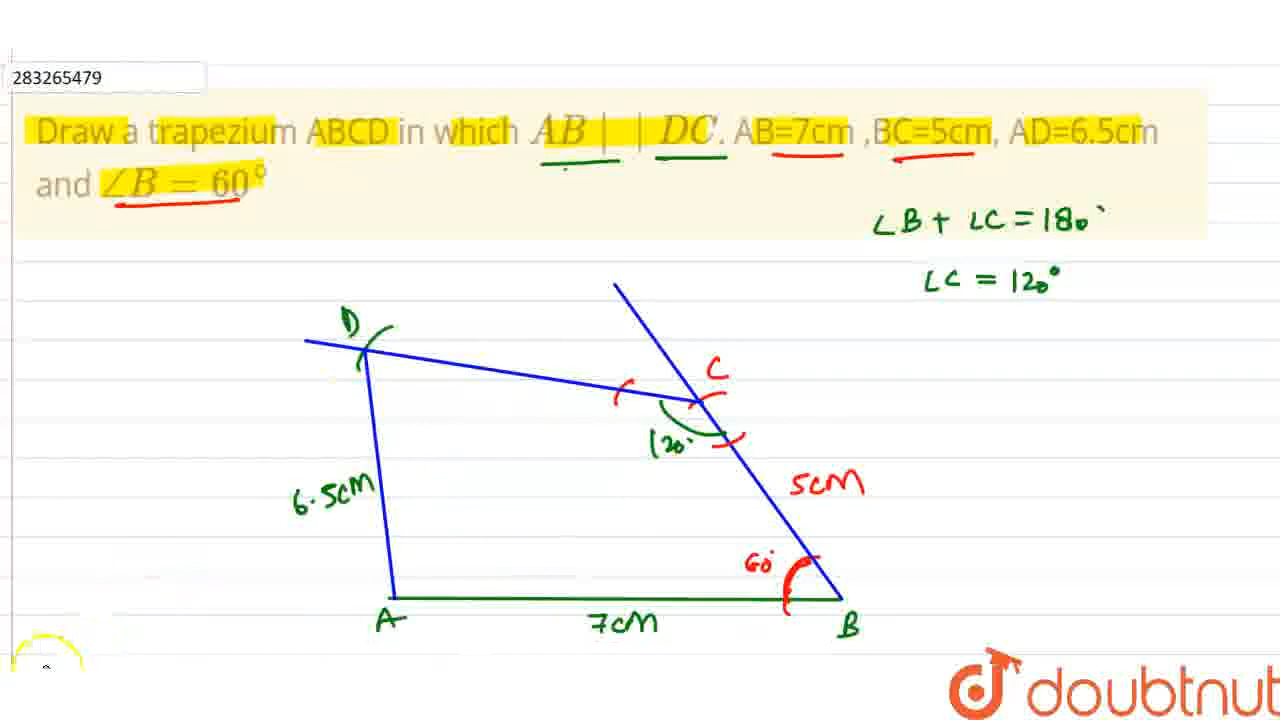 283265479
Draw a trapezium ABCD in which AB||DC. AB=7cm ,BC=5cm, AD=6.5cm
and ∠B = 60°
∠B + ∠C = 180°
∠C = 120°
D
C
120°
6.5cm
5cm
60°
A
7cm
B
doubtnut